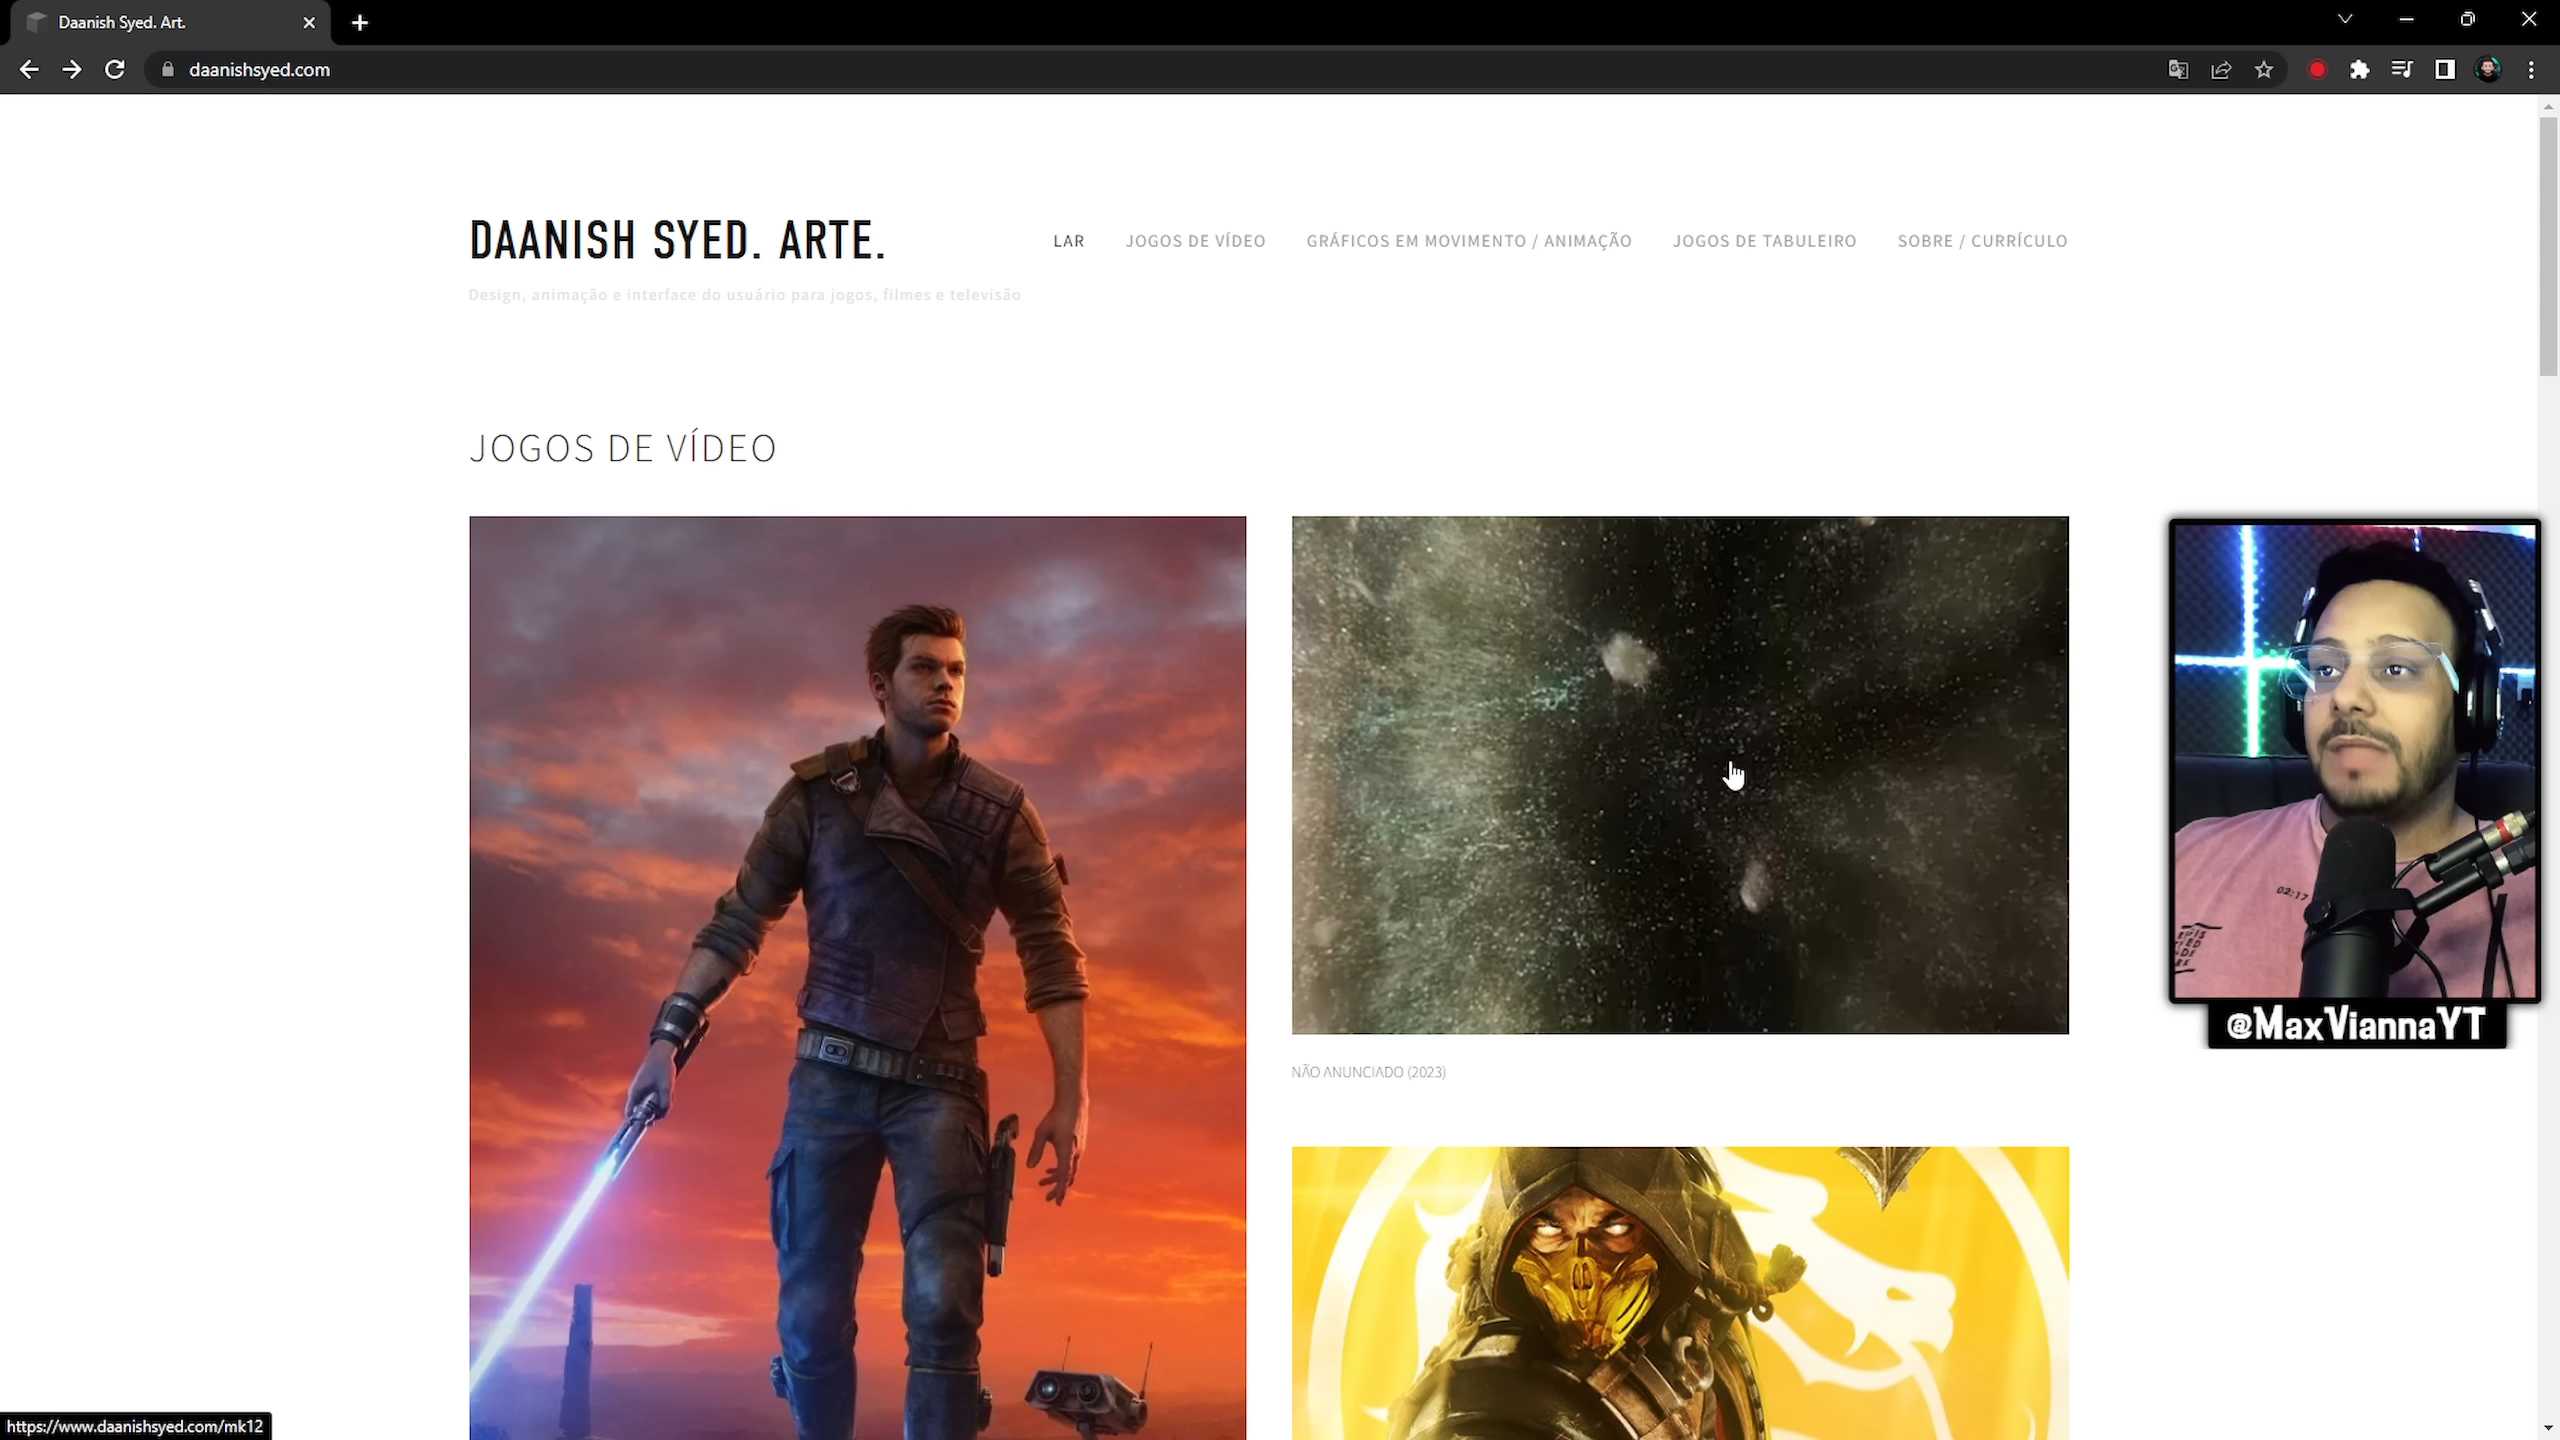 Daanish Syed. Art.
daanishsyed.com
DAANISH SYED. ARTE.
LAR
JOGOS DE VÍDEO
GRÁFICOS EM MOVIMENTO / ANIMAÇÃO
JOGOS DE TABULEIRO
SOBRE / CURRÍCULO
Design, animação e interface do usuário para jogos, filmes e televisão
JOGOS DE VÍDEO
02:17
@MaxViannaYT
NÃO ANUNCIADO (2023)
https://www.daanishsyed.com/mk12